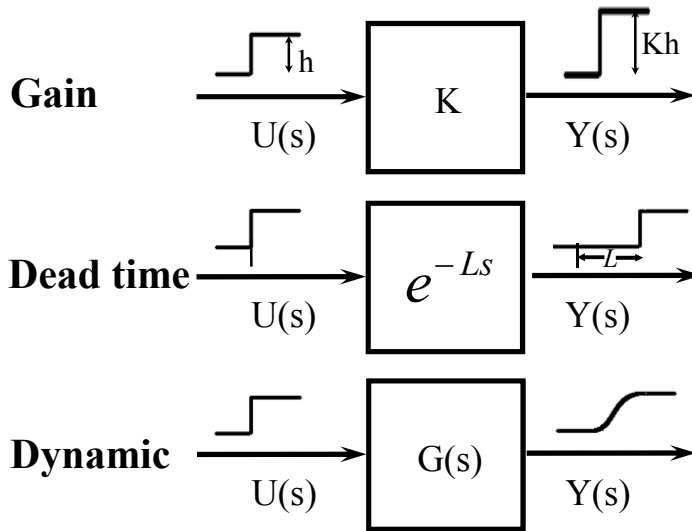 h
Kh
Gain
K
U(s)
Y(s)
Dead time
e^{-Ls}
L
U(s)
Y(s)
Dynamic
G(s)
U(s)
Y(s)